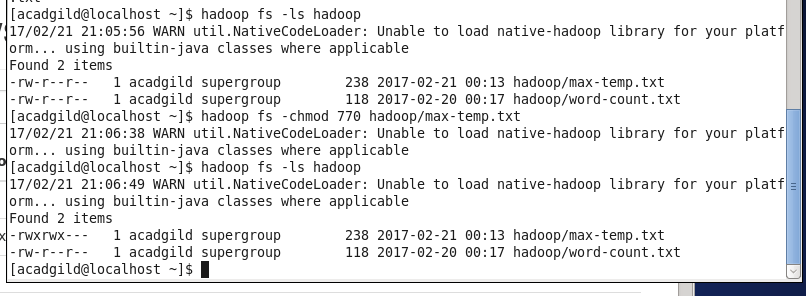 [acadgild@localhost ~]$ hadoop fs -ls hadoop
17/02/21 21:05:56 WARN util.NativeCodeLoader: Unable to load native-hadoop library for your platf
orm... using builtin-java classes where applicable
Found 2 items
-rw-r--r--   1 acadgild supergroup        238 2017-02-21 00:13 hadoop/max-temp.txt
-rw-r--r--   1 acadgild supergroup        118 2017-02-20 00:17 hadoop/word-count.txt
[acadgild@localhost ~]$ hadoop fs -chmod 770 hadoop/max-temp.txt
17/02/21 21:06:38 WARN util.NativeCodeLoader: Unable to load native-hadoop library for your platf
orm... using builtin-java classes where applicable
[acadgild@localhost ~]$ hadoop fs -ls hadoop
17/02/21 21:06:49 WARN util.NativeCodeLoader: Unable to load native-hadoop library for your platf
orm... using builtin-java classes where applicable
Found 2 items
-rwxrwx---   1 acadgild supergroup        238 2017-02-21 00:13 hadoop/max-temp.txt
-rw-r--r--   1 acadgild supergroup        118 2017-02-20 00:17 hadoop/word-count.txt
[acadgild@localhost ~]$